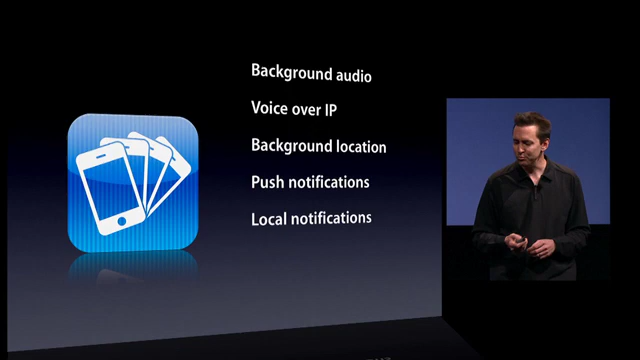 Background audio
Voice over IP
Background location
Push notifications
Local notifications